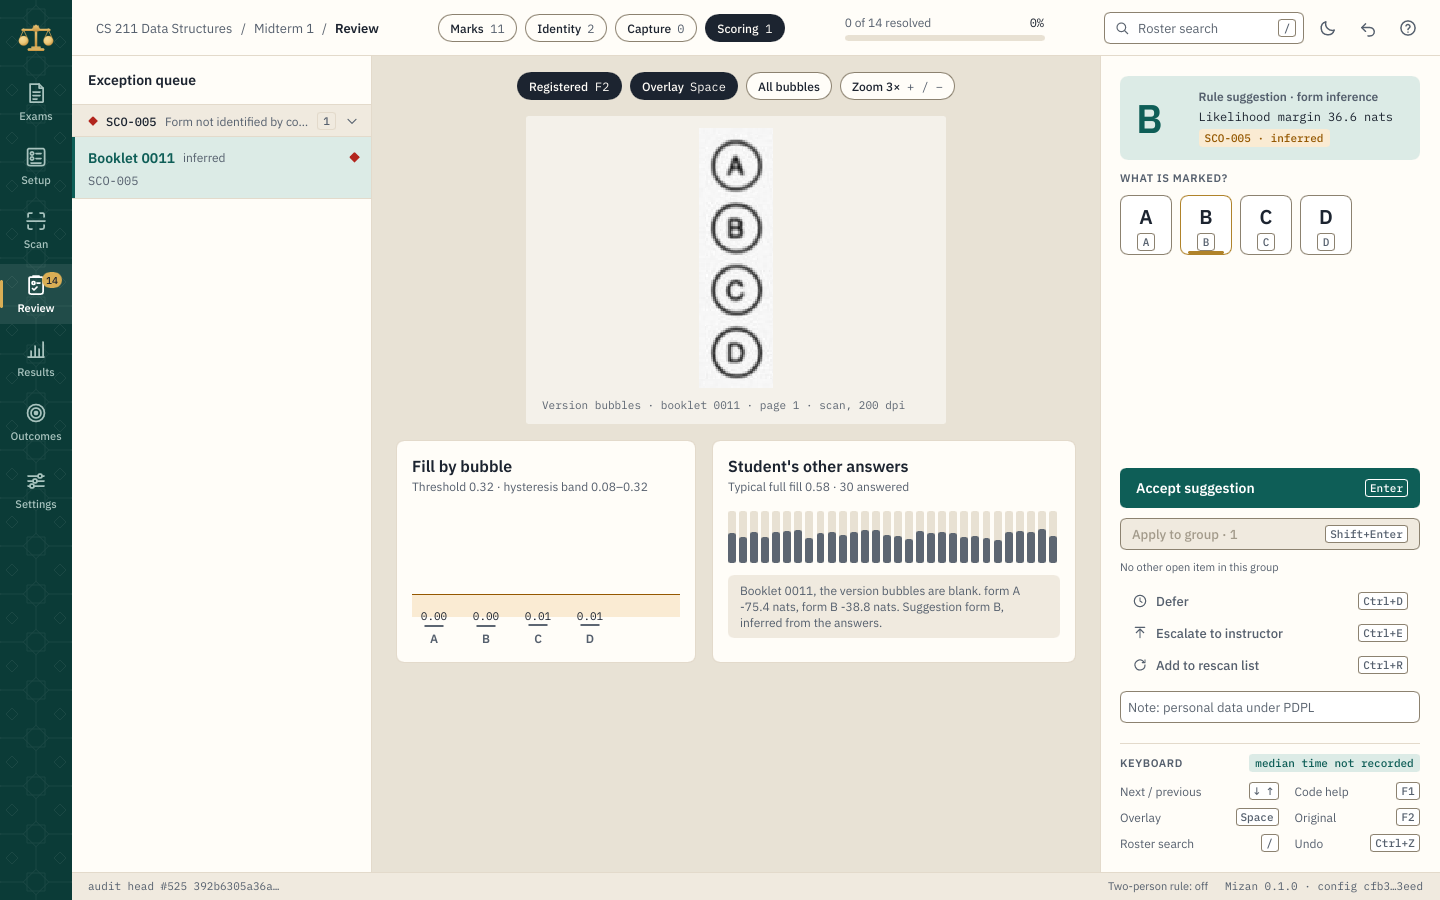 CS 211 Data Structures / Midterm 1 / Review
Marks 11
Identity 2
Capture 0
Scoring 1
0 of 14 resolved 0%
Roster search /
Exams
Setup
Scan
14
Review
Results
Outcomes
Settings
Exception queue
SCO-005 Form not identified by co… 1
Booklet 0011 inferred
SCO-005
Registered F2
Overlay Space
All bubbles
Zoom 3× + / −
A
B
C
D
Version bubbles · booklet 0011 · page 1 · scan, 200 dpi
Fill by bubble
Threshold 0.32 · hysteresis band 0.08–0.32
0.00 0.00 0.01 0.01
A B C D
Student's other answers
Typical full fill 0.58 · 30 answered
Booklet 0011, the version bubbles are blank. form A
-75.4 nats, form B -38.8 nats. Suggestion form B,
inferred from the answers.
B
Rule suggestion · form inference
Likelihood margin 36.6 nats
SCO-005 · inferred
WHAT IS MARKED?
A B C D
A B C D
Accept suggestion Enter
Apply to group · 1 Shift+Enter
No other open item in this group
Defer Ctrl+D
Escalate to instructor Ctrl+E
Add to rescan list Ctrl+R
Note: personal data under PDPL
KEYBOARD median time not recorded
Next / previous ↓ ↑ Code help F1
Overlay Space Original F2
Roster search / Undo Ctrl+Z
audit head #525 392b6305a36a…
Two-person rule: off Mizan 0.1.0 · config cfb3…3eed